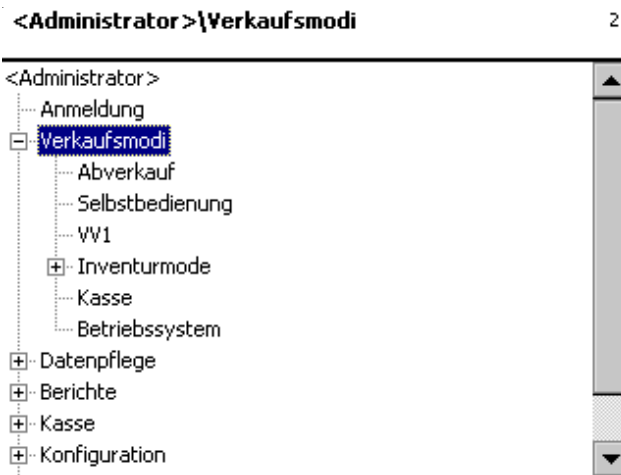 <Administrator>\Verkaufsmodi 2
<Administrator>
Anmeldung
Verkaufsmodi
Abverkauf
Selbstbedienung
VV1
Inventurmode
Kasse
Betriebssystem
Datenpflege
Berichte
Kasse
Konfiguration